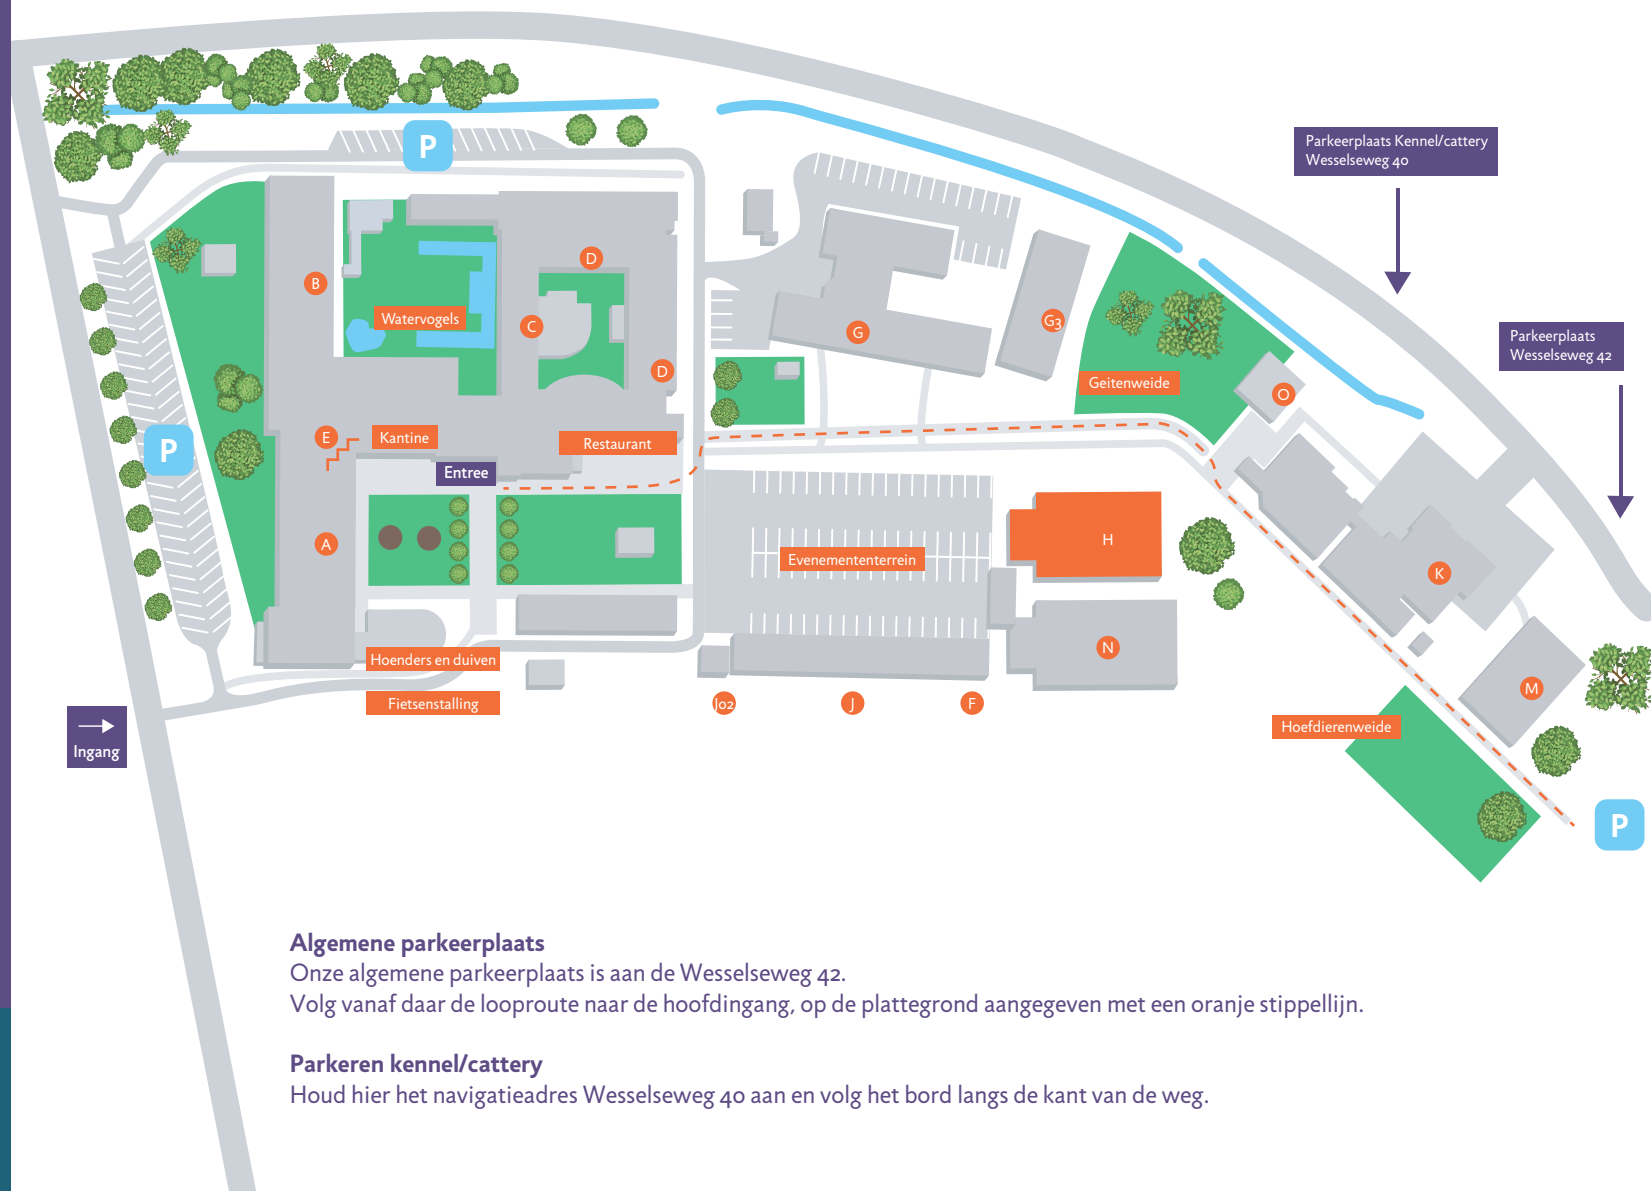 P
Parkeerplaats Kennel/cattery
Wesselseweg 40
Parkeerplaats
Wesselseweg 42
B
Watervogels
D
C
D
G
G3
Geitenweide
O
P
E
Kantine
Restaurant
Entree
A
Evenemententerrein
H
K
N
Hoenders en duiven
Fietsenstalling
J02
J
F
M
Hoefdierenweide
Ingang
P
Algemene parkeerplaats
Onze algemene parkeerplaats is aan de Wesselseweg 42.
Volg vanaf daar de looproute naar de hoofdingang, op de plattegrond aangegeven met een oranje stippellijn.
Parkeren kennel/cattery
Houd hier het navigatieadres Wesselseweg 40 aan en volg het bord langs de kant van de weg.